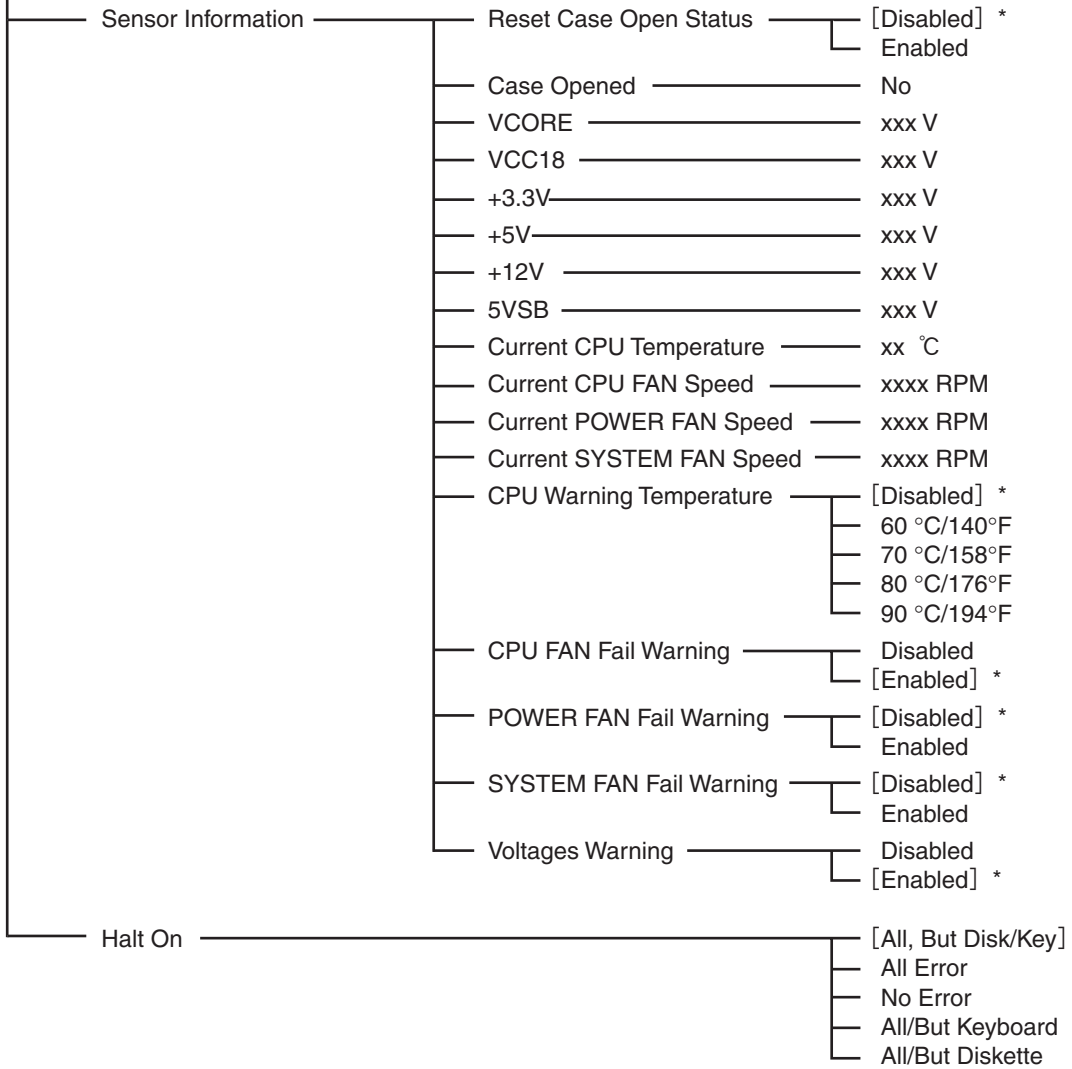 Sensor Information Reset Case Open Status [Disabled] *
Enabled
Case Opened No
VCORE xxx V
VCC18 xxx V
+3.3V xxx V
+5V xxx V
+12V xxx V
5VSB xxx V
Current CPU Temperature xx ℃
Current CPU FAN Speed xxxx RPM
Current POWER FAN Speed xxxx RPM
Current SYSTEM FAN Speed xxxx RPM
CPU Warning Temperature [Disabled] *
60 °C/140°F
70 °C/158°F
80 °C/176°F
90 °C/194°F
CPU FAN Fail Warning Disabled
[Enabled] *
POWER FAN Fail Warning [Disabled] *
Enabled
SYSTEM FAN Fail Warning [Disabled] *
Enabled
Voltages Warning Disabled
[Enabled] *
Halt On [All, But Disk/Key]
All Error
No Error
All/But Keyboard
All/But Diskette